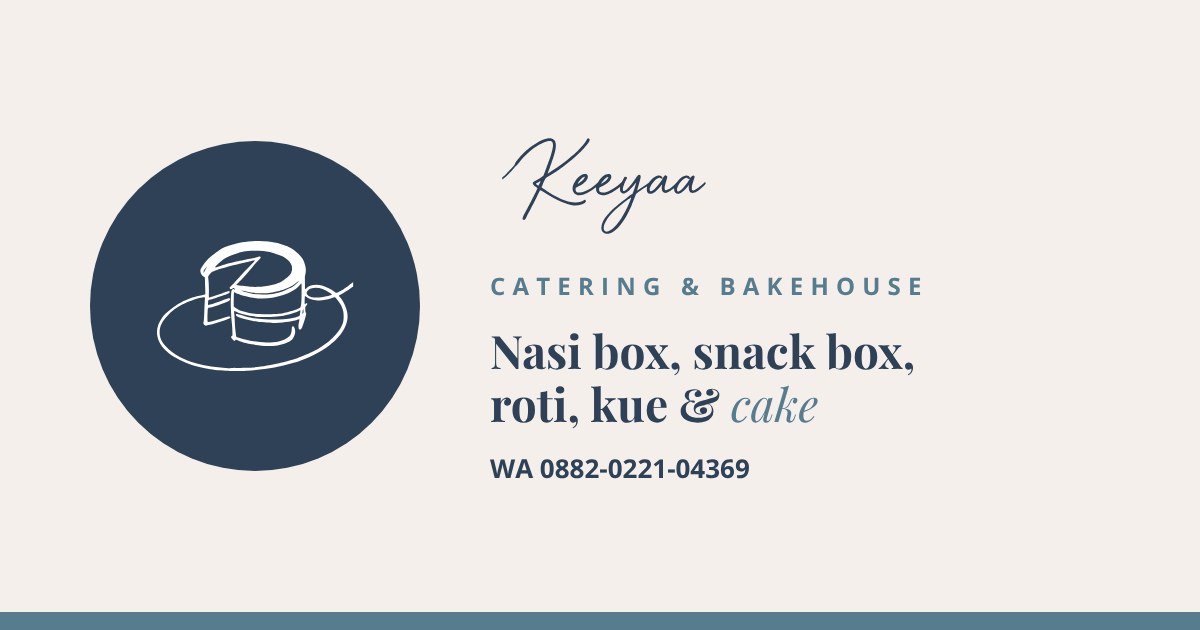 Keeyaa
CATERING & BAKEHOUSE
Nasi box, snack box,
roti, kue & cake
WA 0882-0221-04369